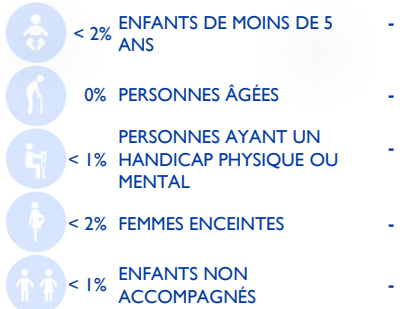 < 2% ENFANTS DE MOINS DE 5 -
ANS
0% PERSONNES ÂGÉES -
PERSONNES AYANT UN
< 1% HANDICAP PHYSIQUE OU -
MENTAL
< 2% FEMMES ENCEINTES -
< 1% ENFANTS NON -
ACCOMPAGNÉS